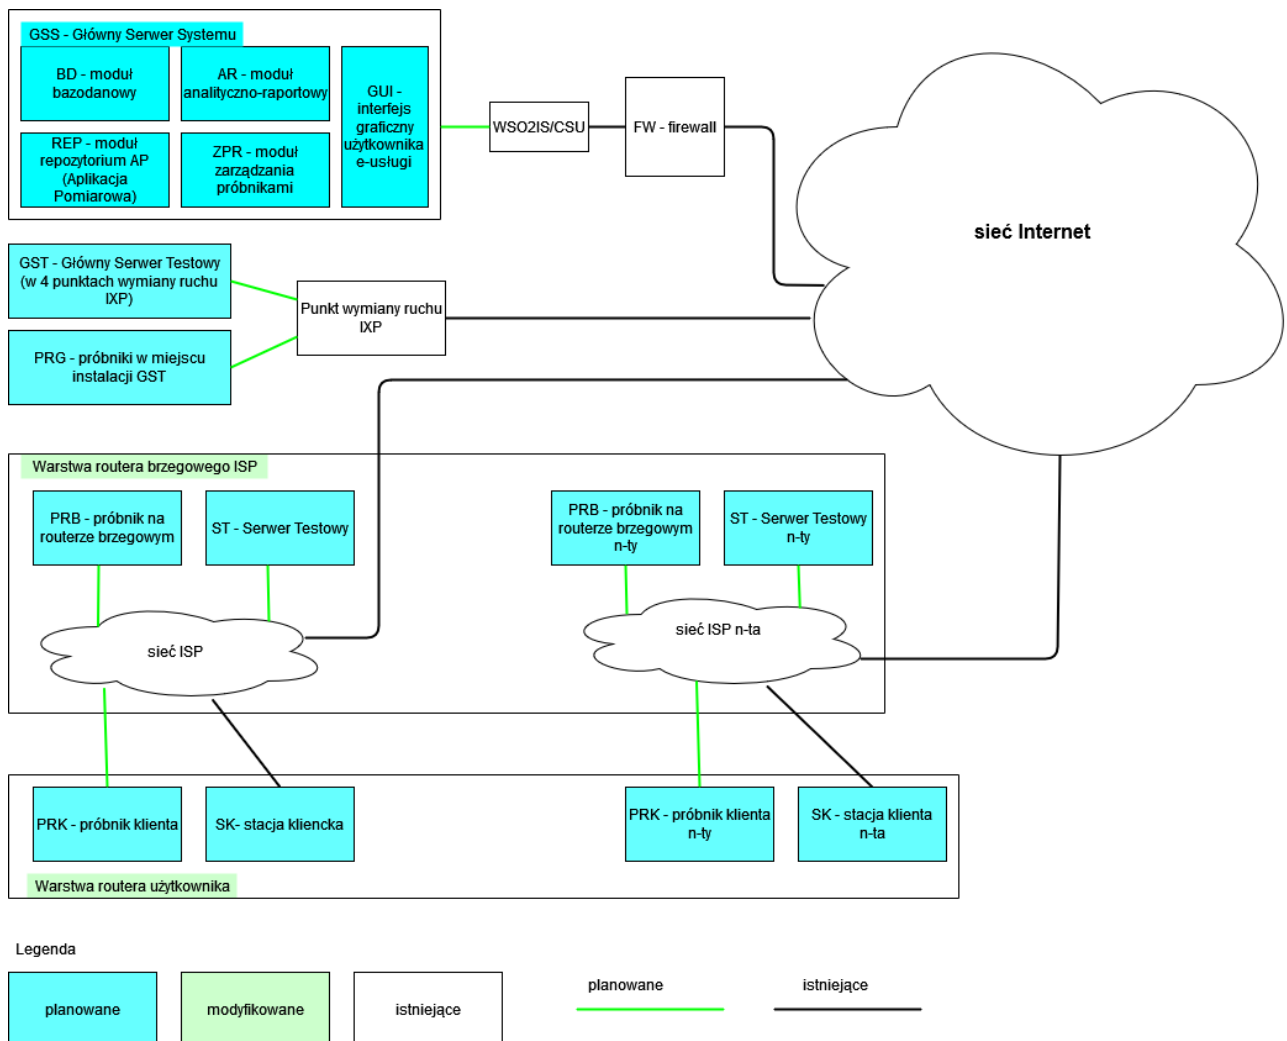 GSS - Główny Serwer Systemu
BD - moduł
bazodanowy
AR - moduł
analityczno-raportowy
GUI -
interfejs
graficzny
użytkownika
e-usługi
REP - moduł
repozytorium AP
(Aplikacja
Pomiarowa)
ZPR - moduł
zarządzania
próbnikami
WSO2IS/CSU
FW - firewall
sieć Internet
GST - Główny Serwer Testowy
(w 4 punktach wymiany ruchu
IXP)
Punkt wymiany ruchu
IXP
PRG - próbniki w miejscu
instalacji GST
Warstwa routera brzegowego ISP
PRB - próbnik na
routerze brzegowym
ST - Serwer Testowy
PRB - próbnik na
routerze brzegowym
n-ty
ST - Serwer Testowy
n-ty
sieć ISP
sieć ISP n-ta
PRK - próbnik klienta
SK- stacja kliencka
PRK - próbnik klienta
n-ty
SK - stacja klienta
n-ta
Warstwa routera użytkownika
Legenda
planowane
modyfikowane
istniejące
planowane
istniejące